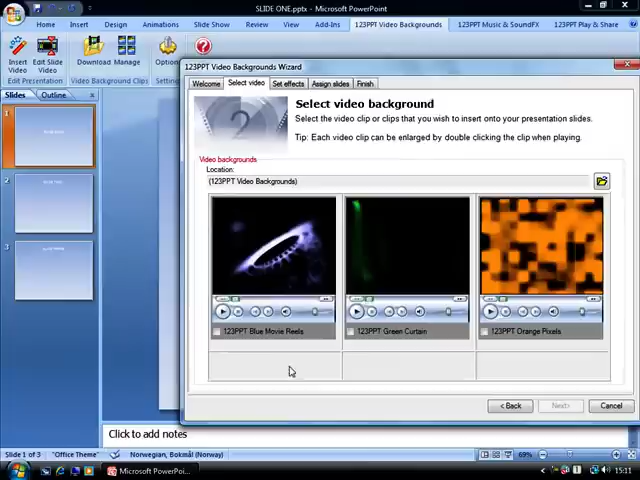 SLIDE ONE.pptx - Microsoft PowerPoint
Home Insert Design Animations Slide Show Review View Add-Ins 123PPT Video Backgrounds 123PPT Music & SoundFX 123PPT Play & Share
Insert Video Edit Slide Video Download Manage Option
Edit Presentation Video Background Clips
Slides Outline
123PPT Video Backgrounds Wizard
Welcome Select video Set effects Assign slides Finish
Select video background
Select the video clip or clips that you wish to insert onto your presentation slides.
Tip: Each video clip can be enlarged by double clicking the clip when playing.
Video backgrounds
Location:
(123PPT Video Backgrounds)
123PPT Blue Movie Reels 123PPT Green Curtain 123PPT Orange Pixels
< Back Next> Cancel
1
2
3
Click to add notes
Slide 1 of 3 "Office Theme" Norwegian, Bokmål (Norway) 69%
Microsoft PowerPoi... 15:11